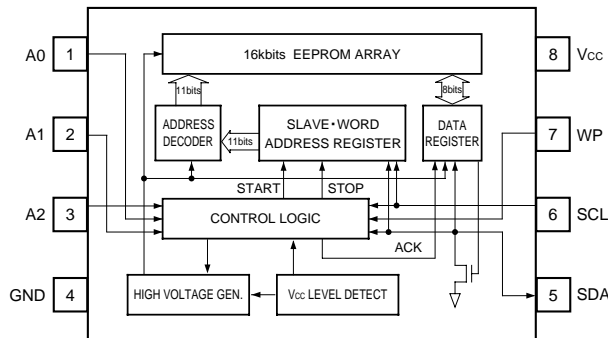 16kbits EEPROM ARRAY
A0 1
8 Vcc
11bits
8bits
A1 2
ADDRESS
DECODER
11bits
SLAVE・WORD
ADDRESS REGISTER
DATA
REGISTER
7 WP
START
STOP
A2 3
CONTROL LOGIC
6 SCL
ACK
GND 4
HIGH VOLTAGE GEN.
Vcc LEVEL DETECT
5 SDA